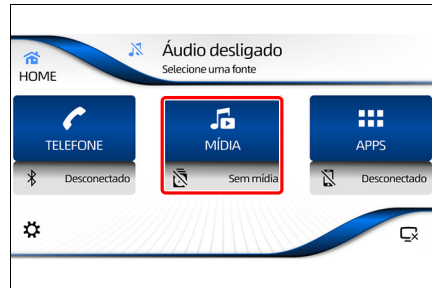 Áudio desligado
Selecione uma fonte
HOME
TELEFONE
MÍDIA
APPS
Desconectado
Sem mídia
Desconectado